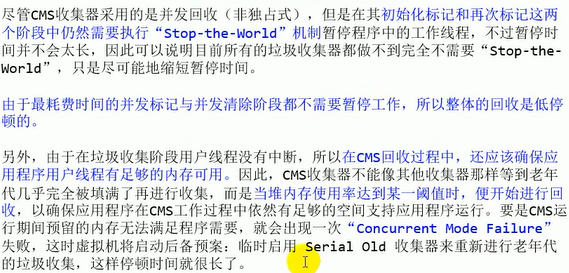 尽管CMS收集器采用的是并发回收（非独占式），但是在其初始化标记和再次标记这两
个阶段中仍然需要执行“Stop-the-World”机制暂停程序中的工作线程，不过暂停时
间并不会太长，因此可以说明目前所有的垃圾收集器都做不到完全不需要“Stop-the-
World”，只是尽可能地缩短暂停时间。
由于最耗费时间的并发标记与并发清除阶段都不需要暂停工作，所以整体的回收是低停
顿的。
另外，由于在垃圾收集阶段用户线程没有中断，所以在CMS回收过程中，还应该确保应
用程序用户线程有足够的内存可用。因此，CMS收集器不能像其他收集器那样等到老年
代几乎完全被填满了再进行收集，而是当堆内存使用率达到某一阈值时，便开始进行回
收，以确保应用程序在CMS工作过程中依然有足够的空间支持应用程序运行。要是CMS运
行期间预留的内存无法满足程序需要，就会出现一次“Concurrent Mode Failure”
失败，这时虚拟机将启动后备预案：临时启用 Serial Old 收集器来重新进行老年代
的垃圾收集，这样停顿时间就很长了。